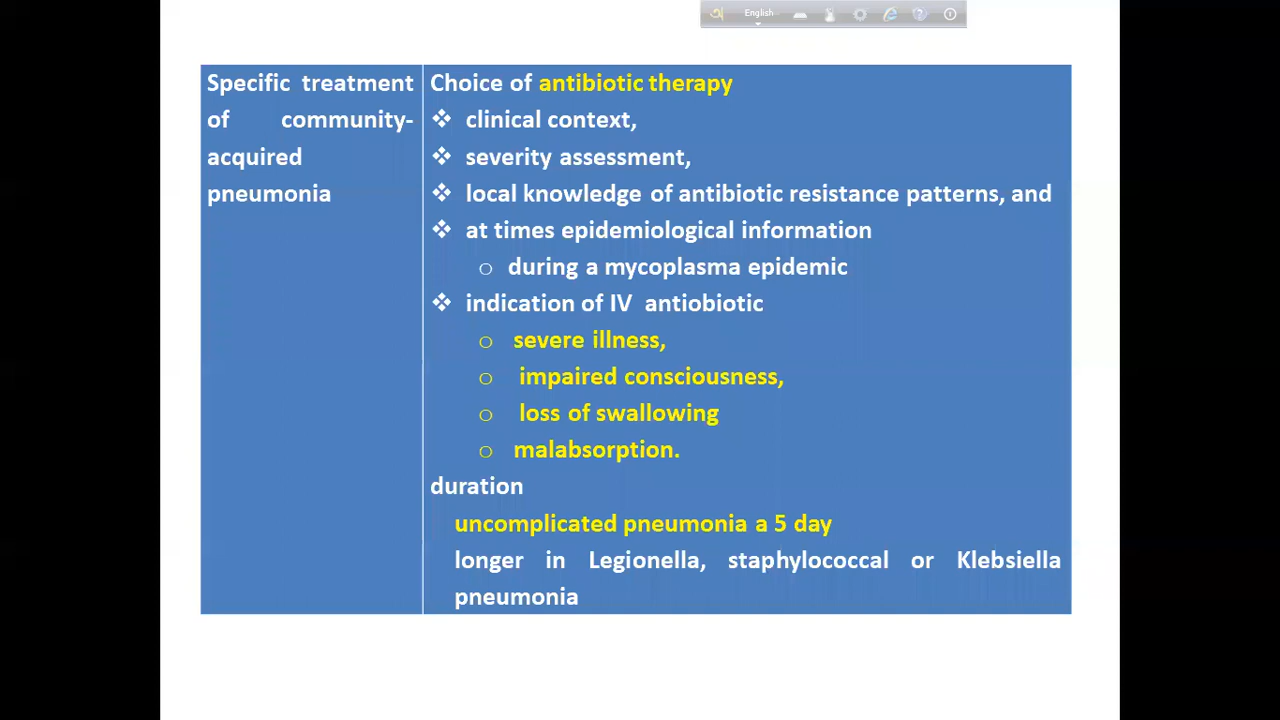 English
Specific treatment
of community-
acquired
pneumonia
Choice of antibiotic therapy
❖ clinical context,
❖ severity assessment,
❖ local knowledge of antibiotic resistance patterns, and
❖ at times epidemiological information
o during a mycoplasma epidemic
❖ indication of IV antiobiotic
o severe illness,
o impaired consciousness,
o loss of swallowing
o malabsorption.
duration
uncomplicated pneumonia a 5 day
longer in Legionella, staphylococcal or Klebsiella
pneumonia